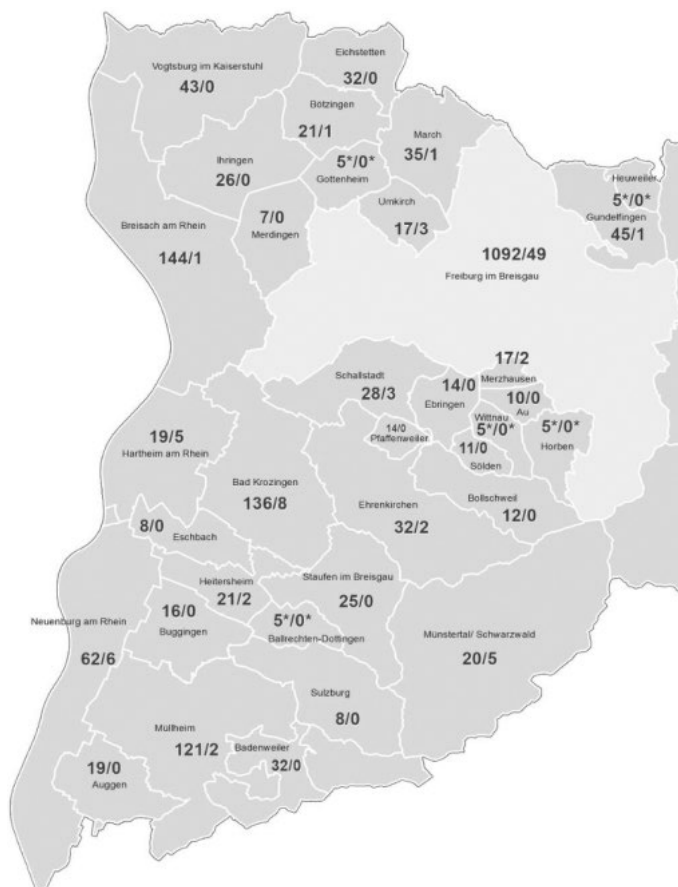 Eichstetten
32/0
Vogtsburg im Kaiserstuhl
43/0
Bötzingen
21/1
March
35/1
Ihringen
26/0
5*/0*
Gottenheim
Heuweiler
5*/0*
Gundelfingen
45/1
Umkirch
17/3
7/0
Merdingen
Breisach am Rhein
144/1
1092/49
Freiburg im Breisgau
17/2
Merzhausen
Schallstadt
28/3
14/0
Ebringen
10/0
Au
Wittnau
5*/0*
5*/0*
Horben
14/0
Pfaffenweiler
11/0
Sölden
19/5
Hartheim am Rhein
Bad Krozingen
136/8
Ehrenkirchen
32/2
Bollschweil
12/0
8/0
Eschbach
Heitersheim
21/2
Staufen im Breisgau
25/0
16/0
Buggingen
5*/0*
Ballrechten-Dottingen
Neuenburg am Rhein
62/6
Münstertal/ Schwarzwald
20/5
Sulzburg
8/0
Müllheim
121/2
Badenweiler
32/0
19/0
Auggen